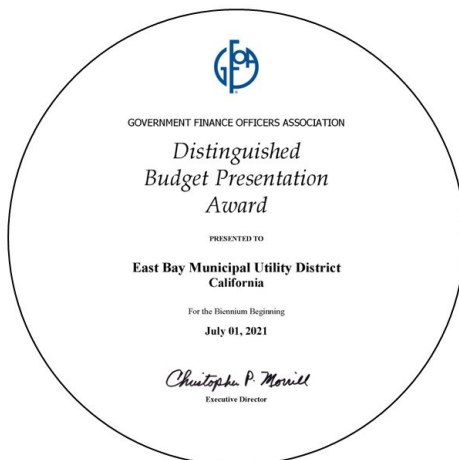 GFOA
GOVERNMENT FINANCE OFFICERS ASSOCIATION
Distinguished
Budget Presentation
Award
PRESENTED TO
East Bay Municipal Utility District
California
For the Biennium Beginning
July 01, 2021
Christopher P. Morrill
Executive Director